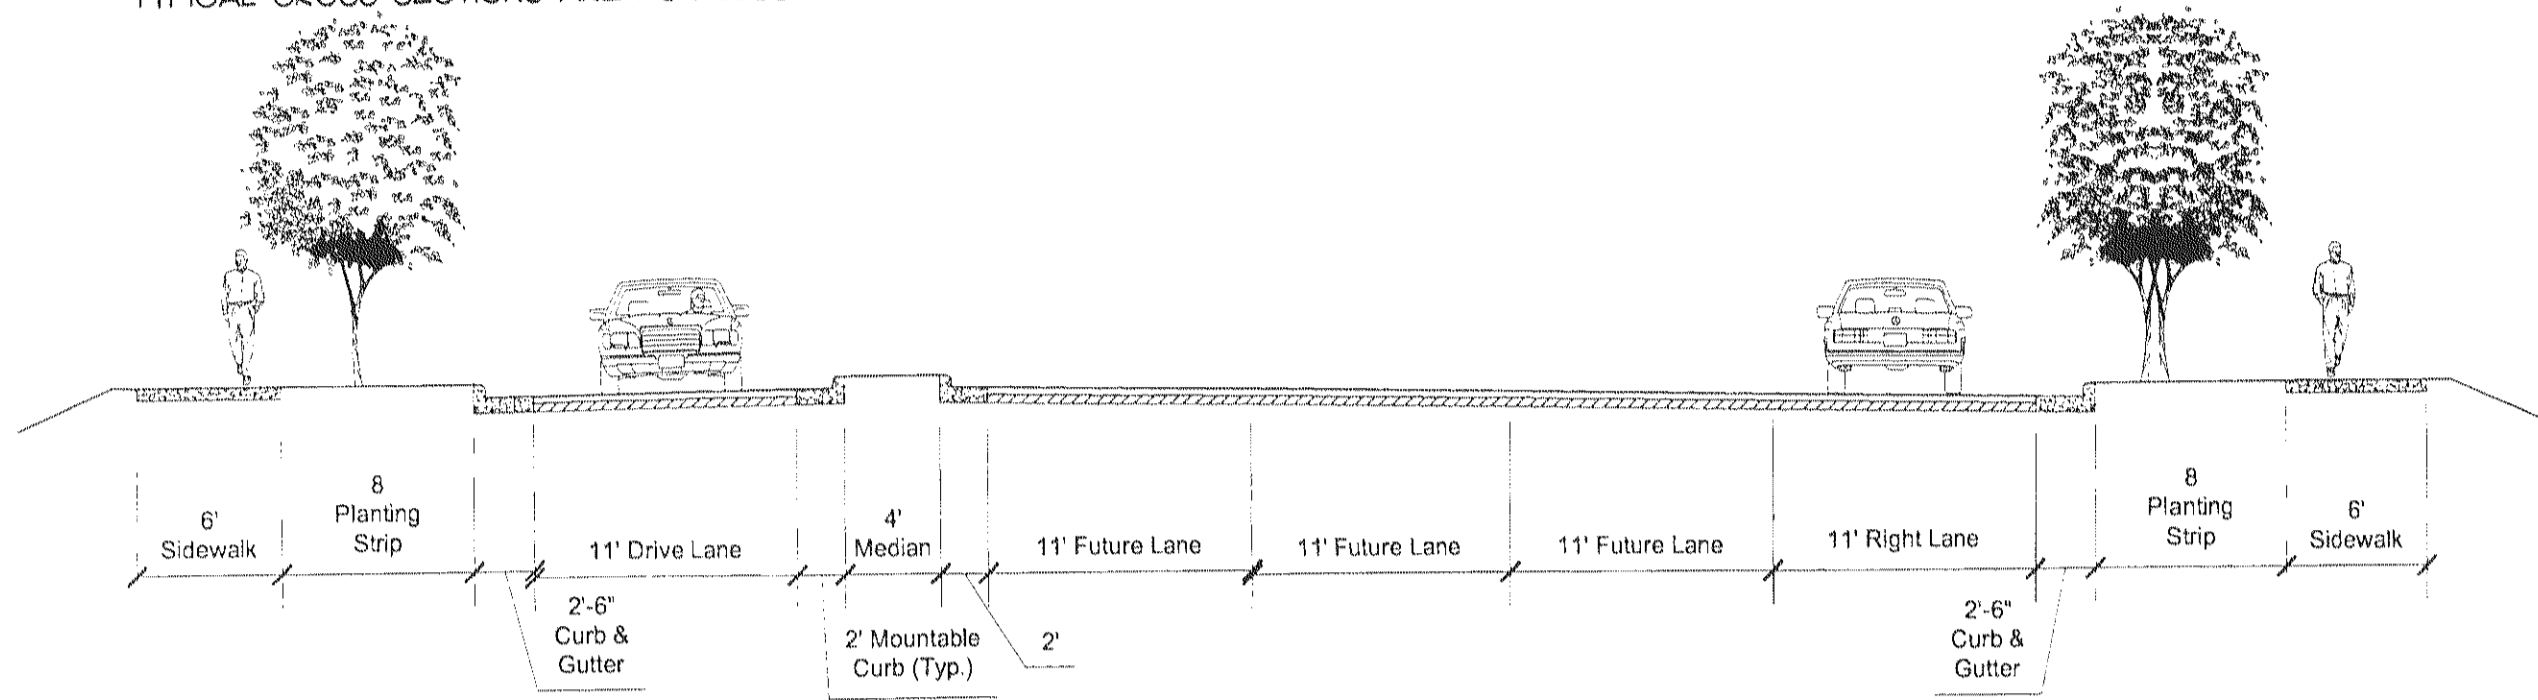 6'
Sidewalk
8
Planting
Strip
2'-6"
Curb &
Gutter
11' Drive Lane
2' Mountable
Curb (Typ.)
4'
Median
2'
11' Future Lane
11' Future Lane
11' Future Lane
11' Right Lane
2'-6"
Curb &
Gutter
8
Planting
Strip
6'
Sidewalk